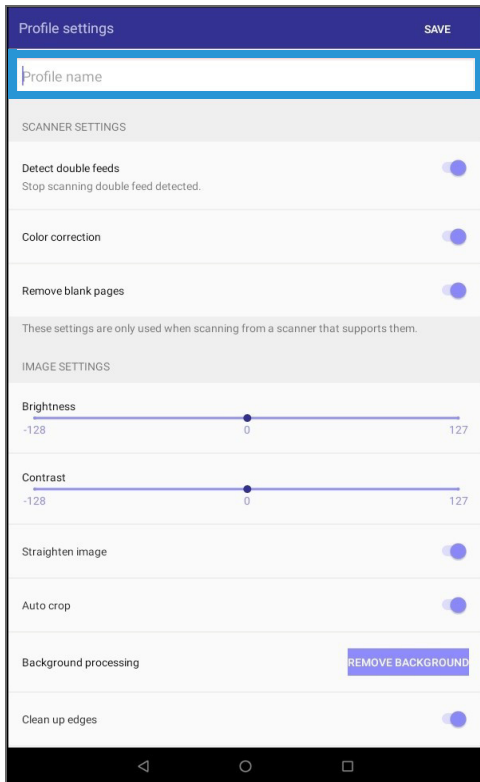 Profile settings
SAVE
Profile name
SCANNER SETTINGS
Detect double feeds
Stop scanning double feed detected.
Color correction
Remove blank pages
These settings are only used when scanning from a scanner that supports them.
IMAGE SETTINGS
Brightness
-128 0 127
Contrast
-128 0 127
Straighten image
Auto crop
Background processing
REMOVE BACKGROUND
Clean up edges